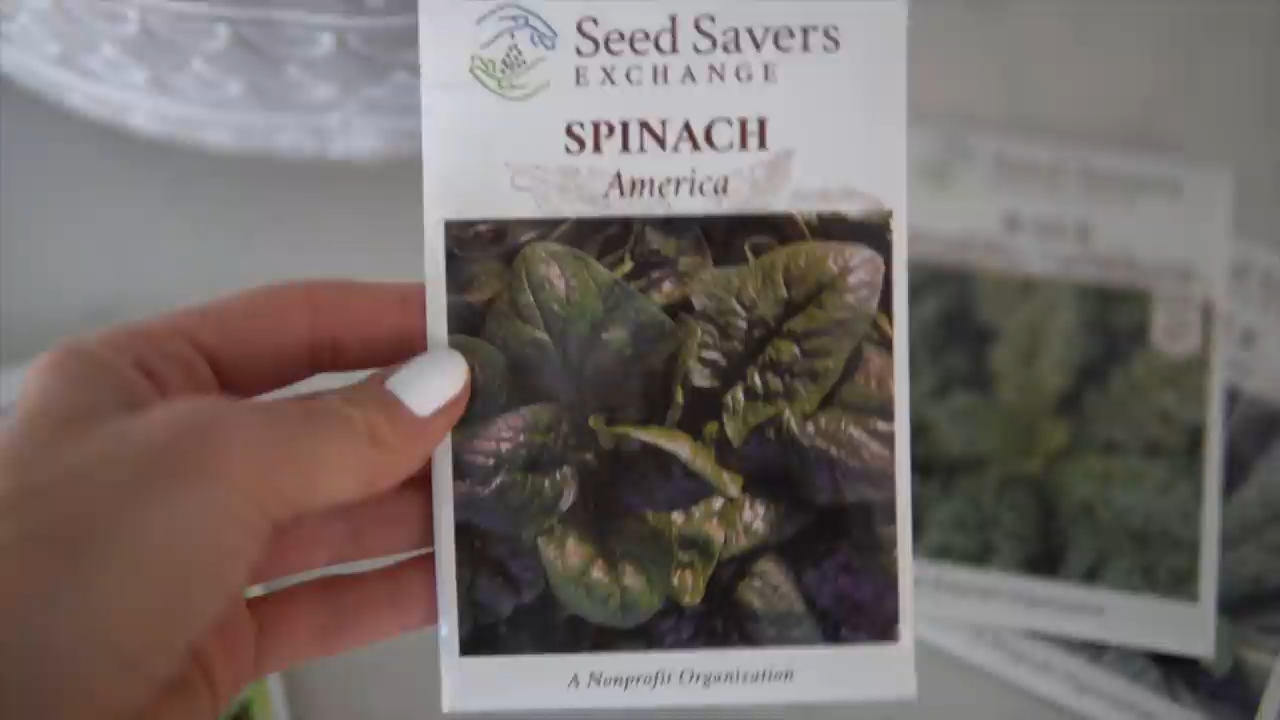 Seed Savers
EXCHANGE
SPINACH
America
A Nonprofit Organization